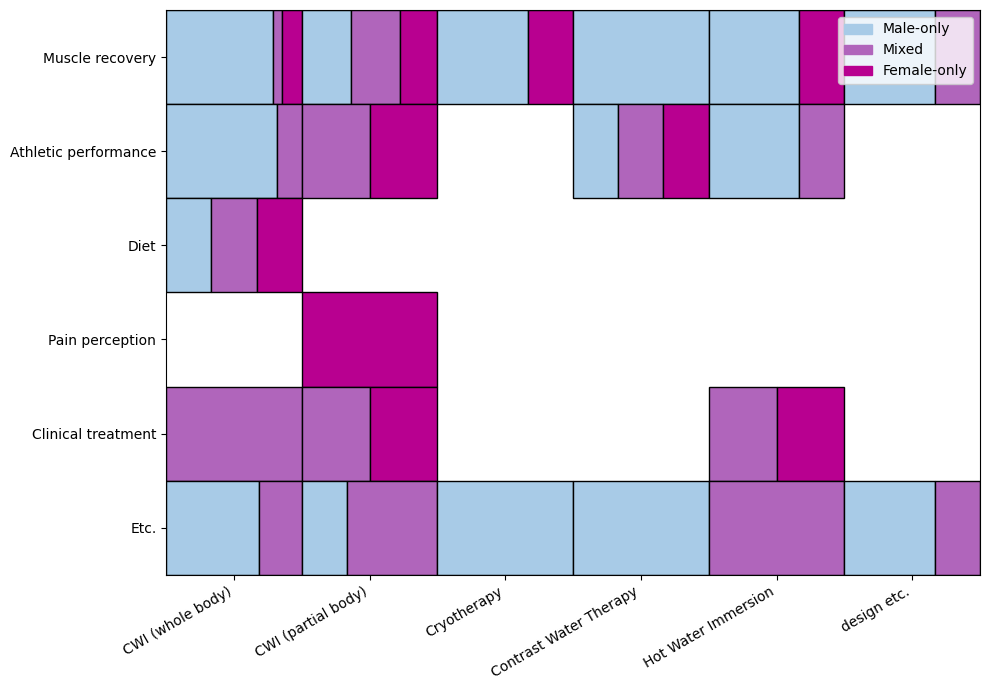 Muscle recovery
Athletic performance
Diet
Pain perception
Clinical treatment
Etc.
Male-only
Mixed
Female-only
CWI (whole body)
CWI (partial body)
Cryotherapy
Contrast Water Therapy
Hot Water Immersion
design etc.